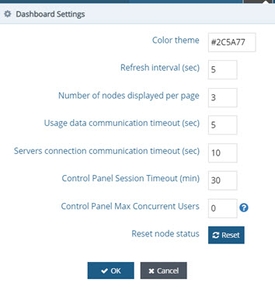 Dashboard Settings
Color theme #2C5A77
Refresh interval (sec) 5
Number of nodes displayed per page 3
Usage data communication timeout (sec) 5
Servers connection communication timeout (sec) 10
Control Panel Session Timeout (min) 30
Control Panel Max Concurrent Users 0 ?
Reset node status Reset
OK Cancel